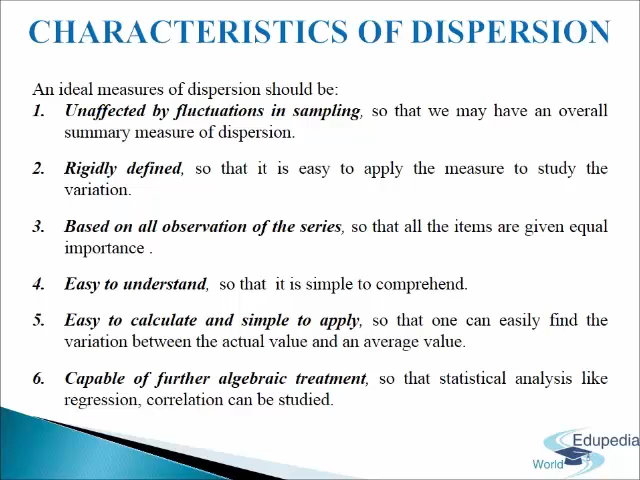 CHARACTERISTICS OF DISPERSION
An ideal measures of dispersion should be:
1. Unaffected by fluctuations in sampling, so that we may have an overall
summary measure of dispersion.
2. Rigidly defined, so that it is easy to apply the measure to study the
variation.
3. Based on all observation of the series, so that all the items are given equal
importance .
4. Easy to understand, so that it is simple to comprehend.
5. Easy to calculate and simple to apply, so that one can easily find the
variation between the actual value and an average value.
6. Capable of further algebraic treatment, so that statistical analysis like
regression, correlation can be studied.
Edupedia
World